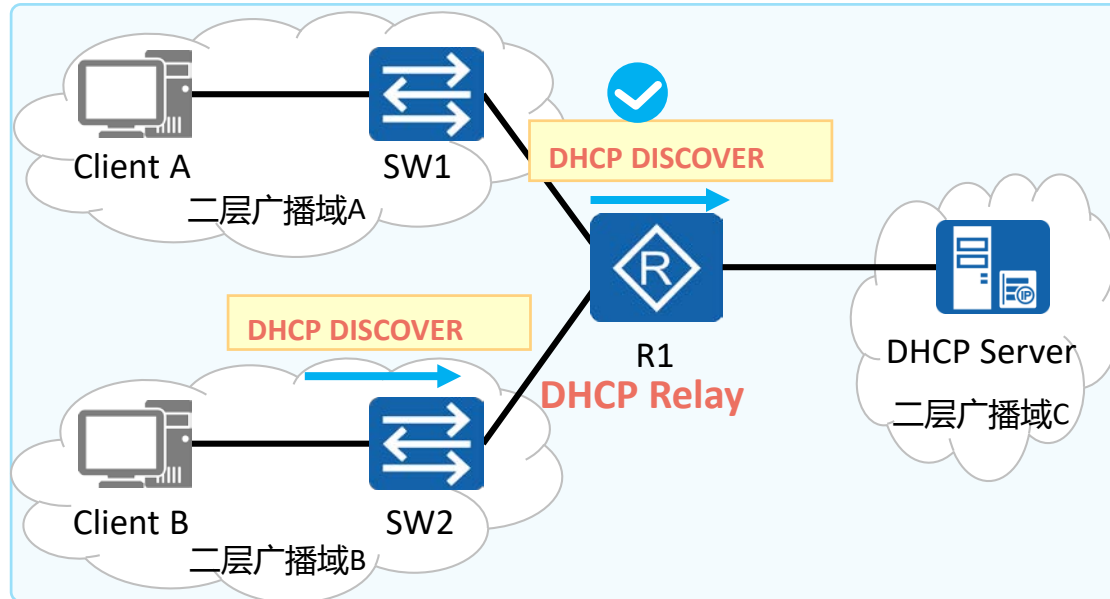 DHCP DISCOVER
Client A
SW1
二层广播域A
R
IP
DHCP DISCOVER
R1
DHCP Server
DHCP Relay
二层广播域C
Client B
SW2
二层广播域B